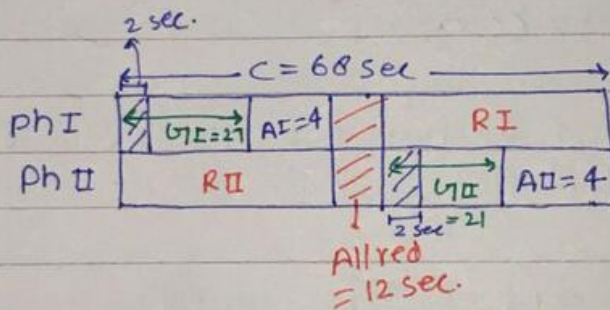 2 sec.
C = 68 sec
Ph I GI=27 AI=4 RI
Ph II RII GII AII=4
2 sec =21
All red
= 12 sec.